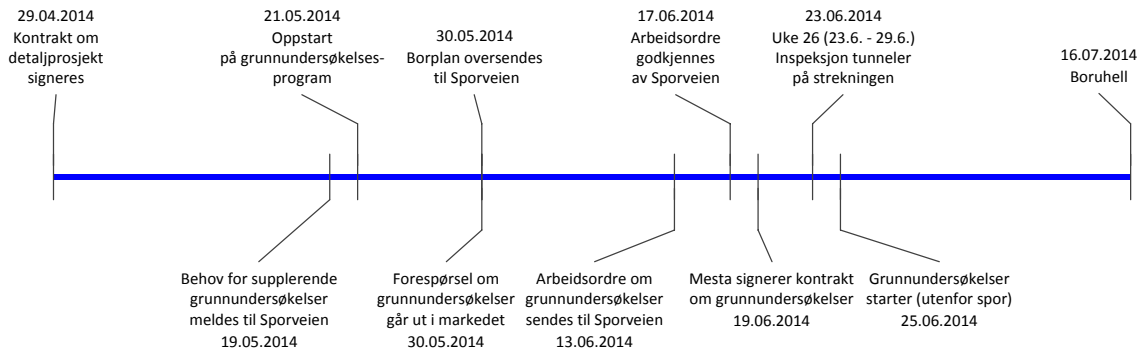 29.04.2014
Kontrakt om
detaljprosjekt
signeres
21.05.2014
Oppstart
på grunnundersøkelses-
program
30.05.2014
Borplan oversendes
til Sporveien
17.06.2014
Arbeidsordre
godkjennes
av Sporveien
23.06.2014
Uke 26 (23.6. - 29.6.)
Inspeksjon tunneler
på strekningen
16.07.2014
Boruhell
Behov for supplerende
grunnundersøkelser
meldes til Sporveien
19.05.2014
Forespørsel om
grunnundersøkelser
går ut i markedet
30.05.2014
Arbeidsordre om
grunnundersøkelser
sendes til Sporveien
13.06.2014
Mesta signerer kontrakt
om grunnundersøkelser
19.06.2014
Grunnundersøkelser
starter (utenfor spor)
25.06.2014